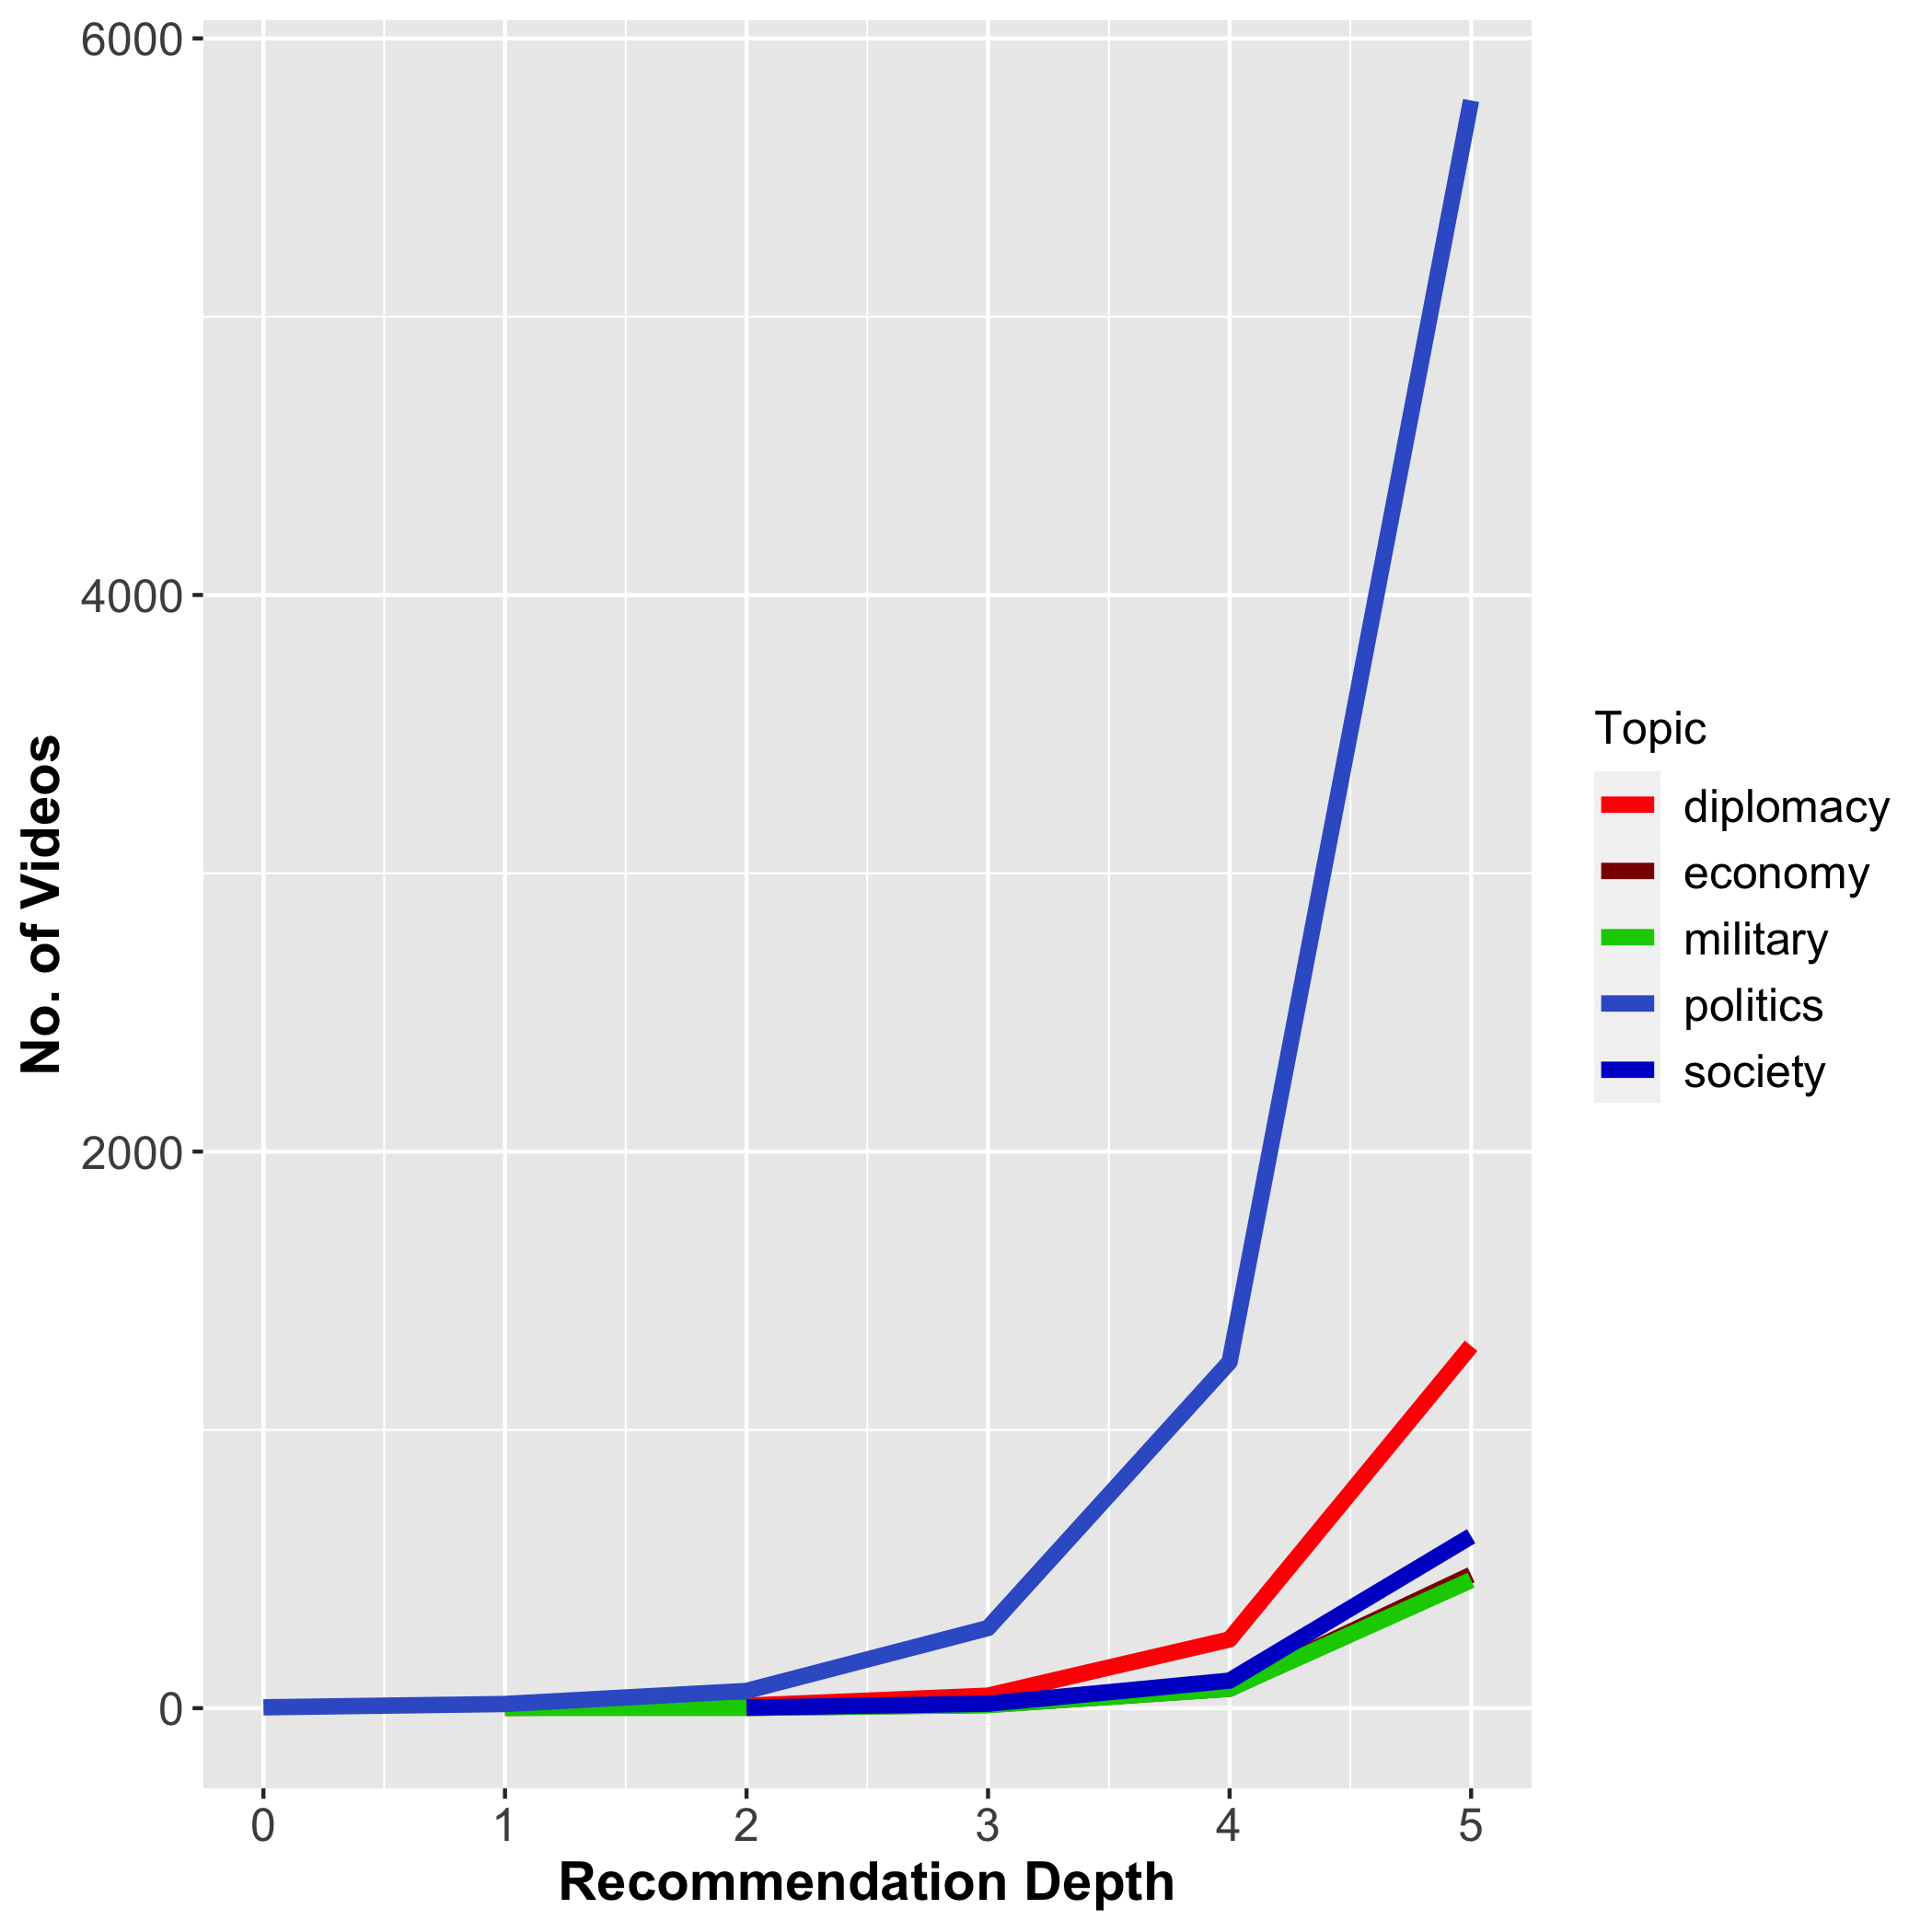 No. of Videos
6000
4000
2000
0
0 1 2 3 4 5
Recommendation Depth
Topic
diplomacy
economy
military
politics
society